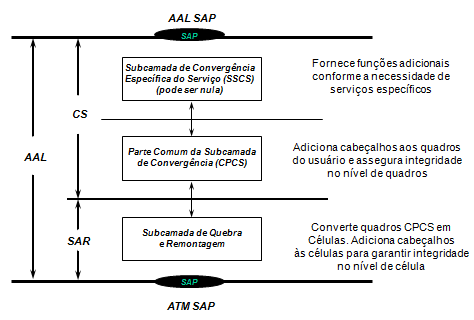 AAL SAP
SAP
Subcamada de Convergência
Específica do Serviço (SSCS)
(pode ser nula)
Fornece funções adicionais
conforme a necessidade de
serviços específicos
CS
AAL
Parte Comum da Subcamada
de Convergência (CPCS)
Adiciona cabeçalhos aos quadros
do usuário e assegura integridade
no nível de quadros
SAR
Subcamada de Quebra
e Remontagem
Converte quadros CPCS em
Células. Adiciona cabeçalhos
às células para garantir integridade
no nível de célula
SAP
ATM SAP